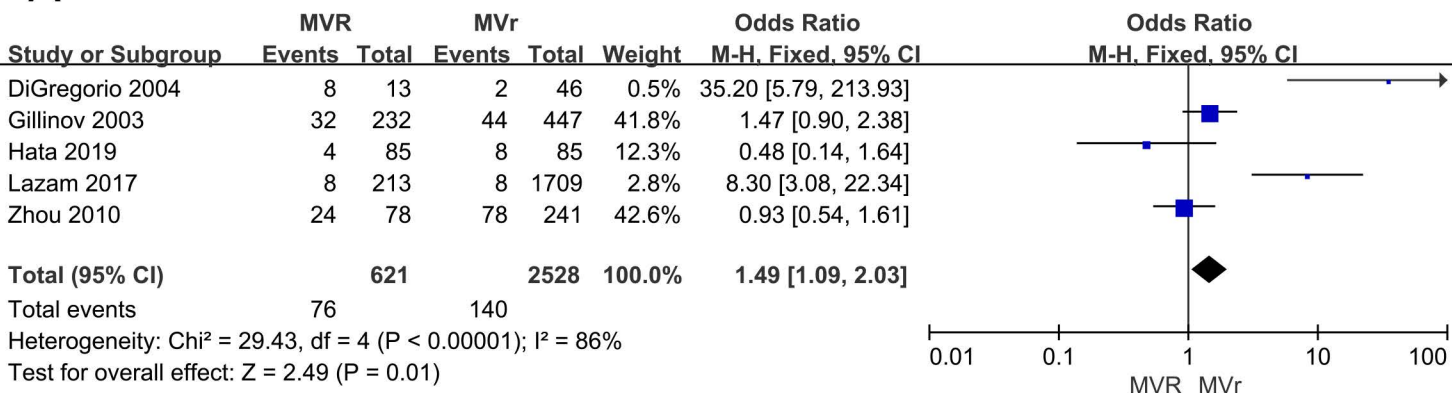 MVR MVr Odds Ratio Odds Ratio
Study or Subgroup Events Total Events Total Weight M-H, Fixed, 95% CI M-H, Fixed, 95% CI
DiGregorio 2004 8 13 2 46 0.5% 35.20 [5.79, 213.93]
Gillinov 2003 32 232 44 447 41.8% 1.47 [0.90, 2.38]
Hata 2019 4 85 8 85 12.3% 0.48 [0.14, 1.64]
Lazam 2017 8 213 8 1709 2.8% 8.30 [3.08, 22.34]
Zhou 2010 24 78 78 241 42.6% 0.93 [0.54, 1.61]
Total (95% CI) 621 2528 100.0% 1.49 [1.09, 2.03]
Total events 76 140
Heterogeneity: Chi² = 29.43, df = 4 (P < 0.00001); I² = 86%
Test for overall effect: Z = 2.49 (P = 0.01)
0.01 0.1 1 10 100
MVR MVr